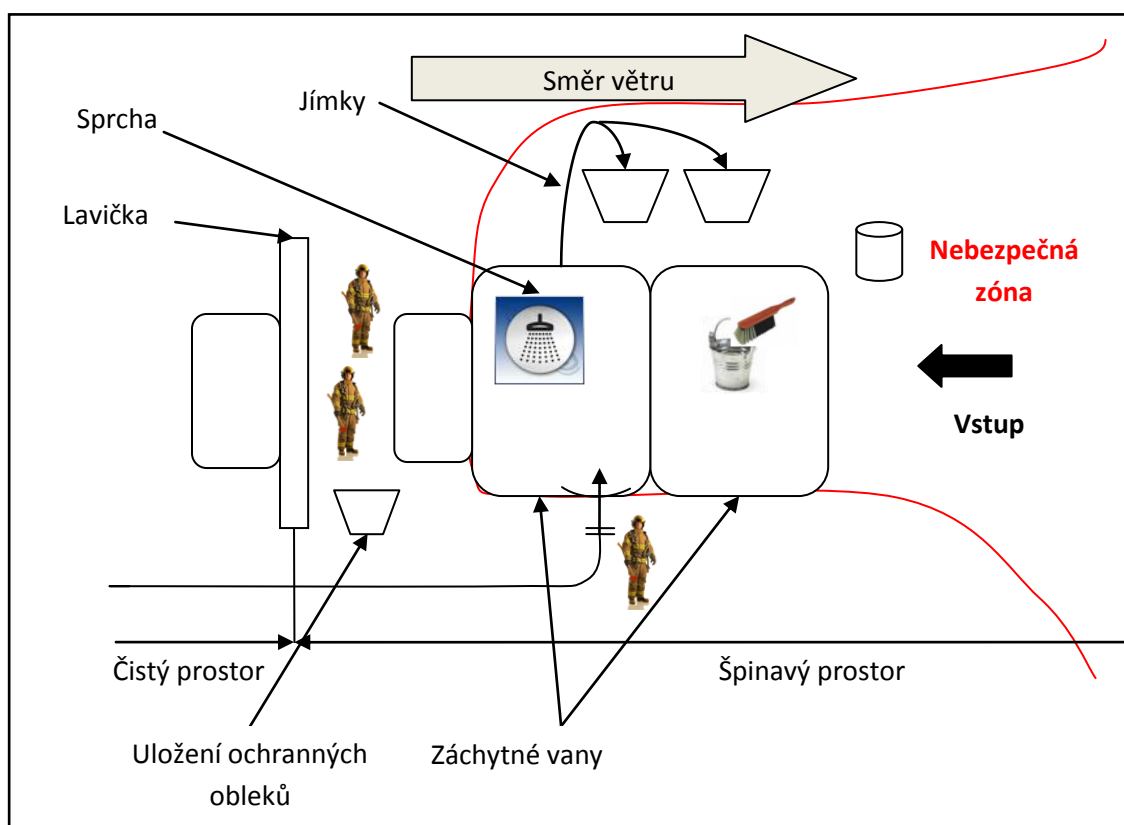 Směr větru
Jímky
Sprcha
Lavička
Nebezpečná
zóna
Vstup
Čistý prostor
Špinavý prostor
Uložení ochranných
obleků
Záchytné vany